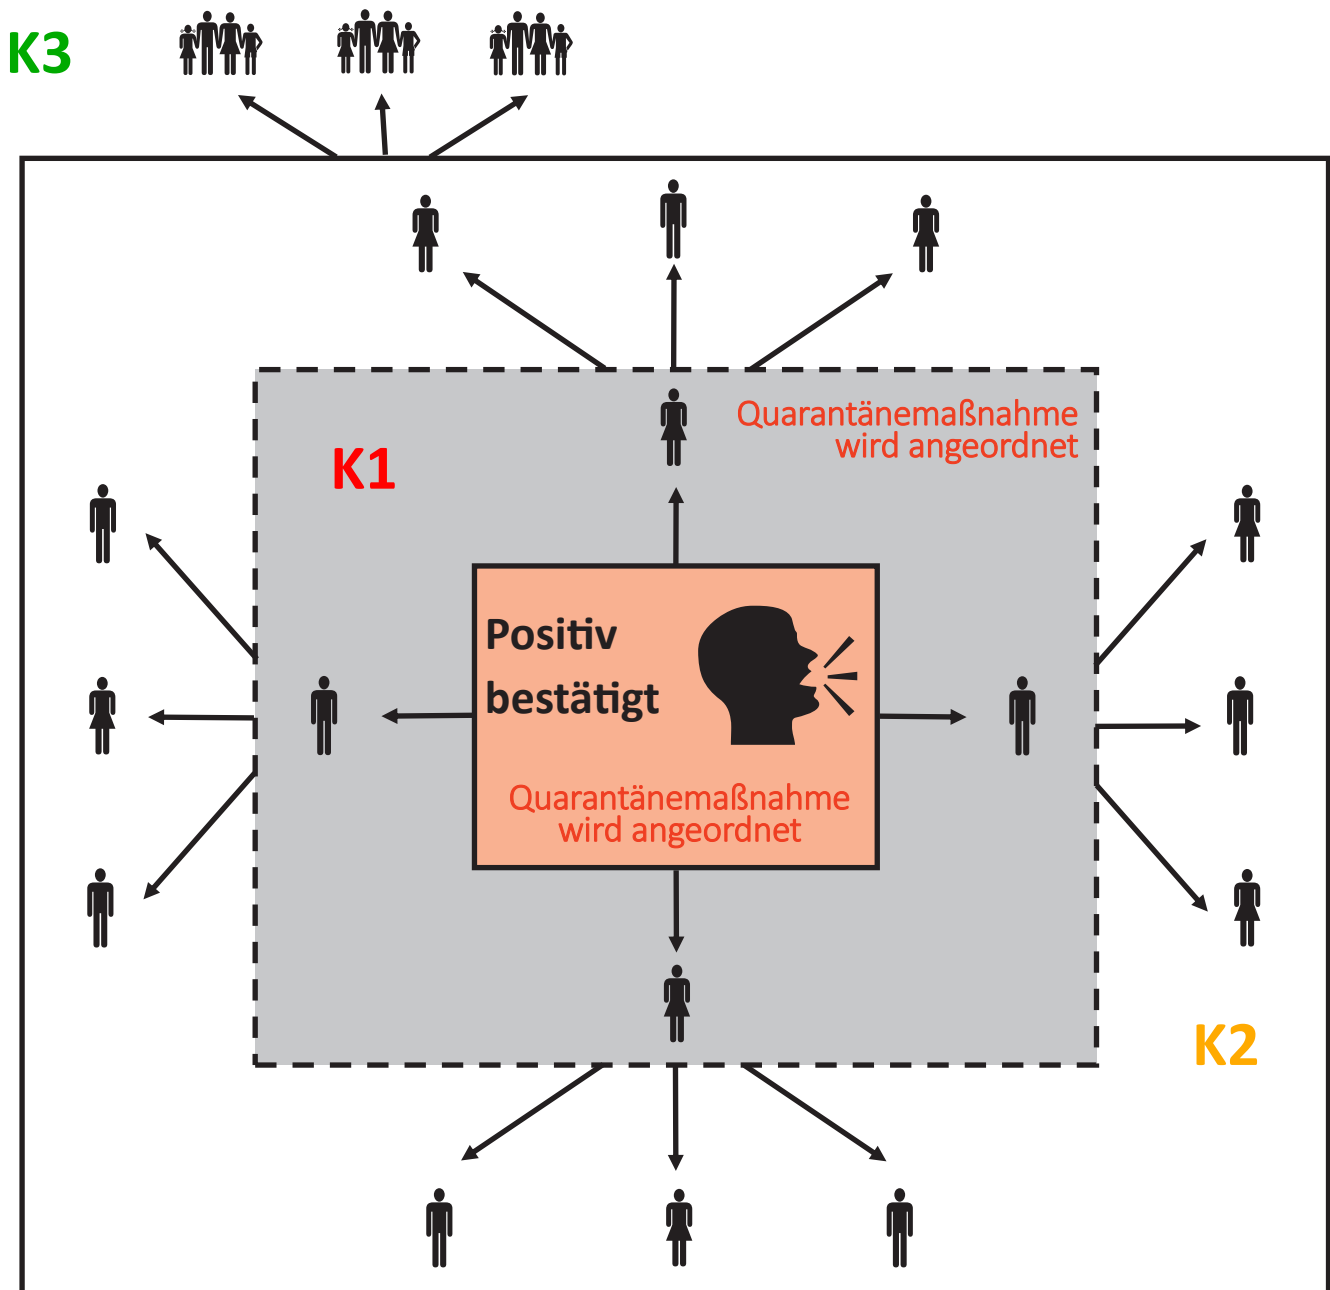 K3
Quarantänemaßnahme
wird angeordnet
K1
Positiv
bestätigt
Quarantänemaßnahme
wird angeordnet
K2